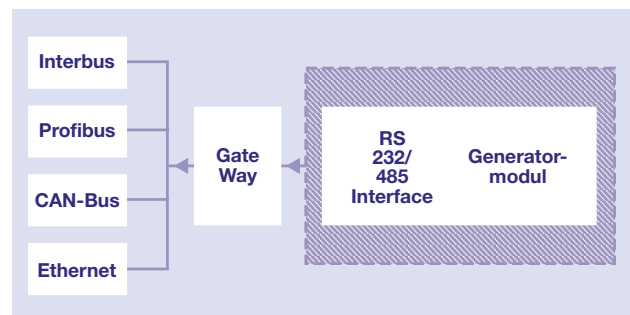 Interbus
Profibus
CAN-Bus
Ethernet
Gate
Way
RS
232/
485
Interface
Generator-
modul